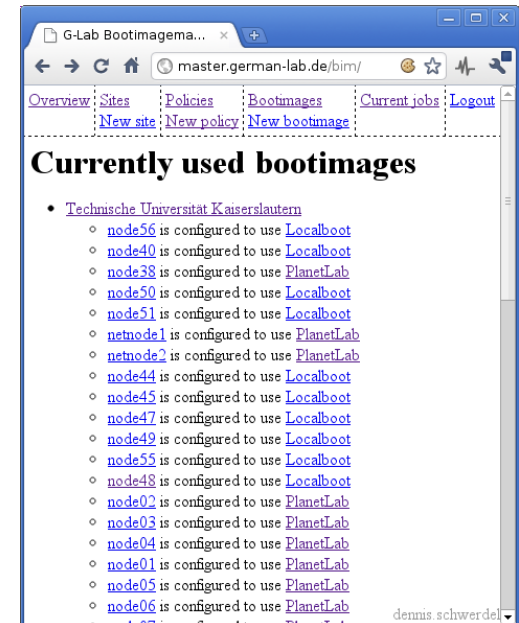 G-Lab Bootimagema...
master.german-lab.de/bim/
Overview Sites Policies Bootimages Current jobs Logout
New site New policy New bootimage
Currently used bootimages
Technische Universität Kaiserslautern
node56 is configured to use Localboot
node40 is configured to use Localboot
node38 is configured to use PlanetLab
node50 is configured to use Localboot
node51 is configured to use Localboot
netnode1 is configured to use PlanetLab
netnode2 is configured to use PlanetLab
node44 is configured to use Localboot
node45 is configured to use Localboot
node47 is configured to use Localboot
node49 is configured to use Localboot
node55 is configured to use Localboot
node48 is configured to use Localboot
node02 is configured to use PlanetLab
node03 is configured to use PlanetLab
node04 is configured to use PlanetLab
node01 is configured to use PlanetLab
node05 is configured to use PlanetLab
node06 is configured to use PlanetLab
dennis.schwerdel